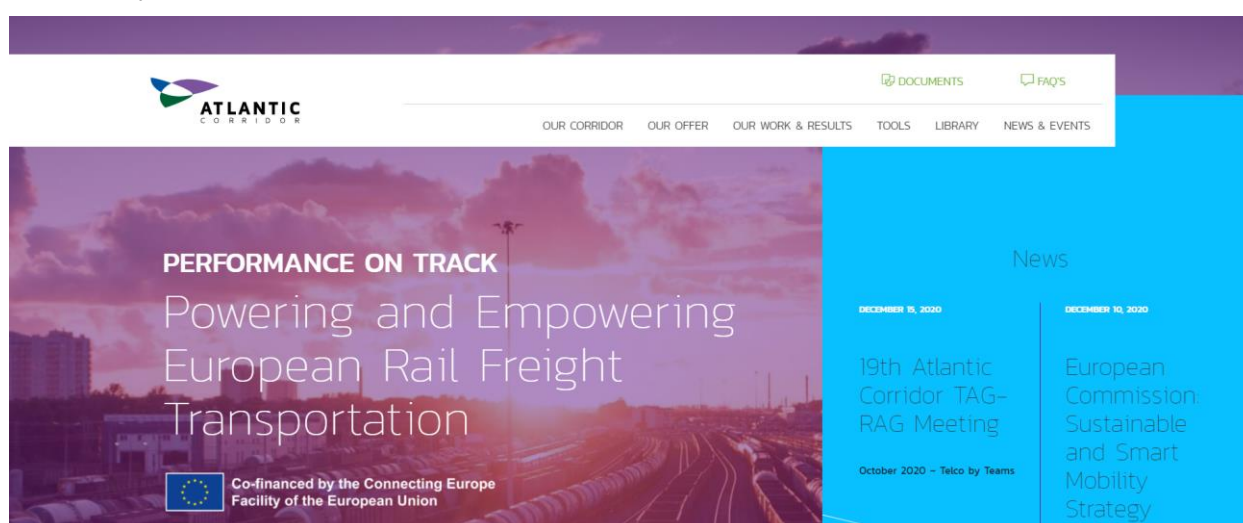 ATLANTIC
CORRIDOR
DOCUMENTS
FAQ'S
OUR CORRIDOR
OUR OFFER
OUR WORK & RESULTS
TOOLS
LIBRARY
NEWS & EVENTS
PERFORMANCE ON TRACK
Powering and Empowering
European Rail Freight
Transportation
Co-financed by the Connecting Europe
Facility of the European Union
News
DECEMBER 15, 2020
19th Atlantic
Corridor TAG-
RAG Meeting
October 2020 – Telco by Teams
DECEMBER 10, 2020
European
Commission:
Sustainable
and Smart
Mobility
Strategy